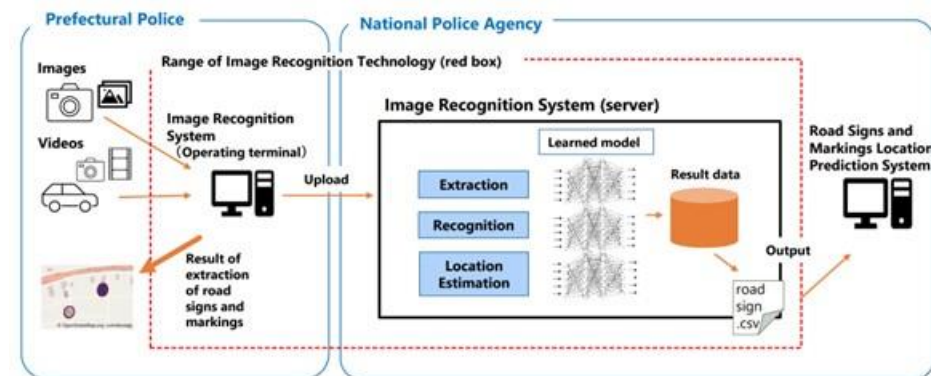 Prefectural Police
National Police Agency
Range of Image Recognition Technology (red box)
Images
Videos
Image Recognition
System
(Operating terminal)
Upload
Result of
extraction
of road
signs and
markings
Image Recognition System (server)
Learned model
Extraction
Recognition
Location
Estimation
Result data
Output
road
sign
.csv
Road Signs and
Markings Location
Prediction System